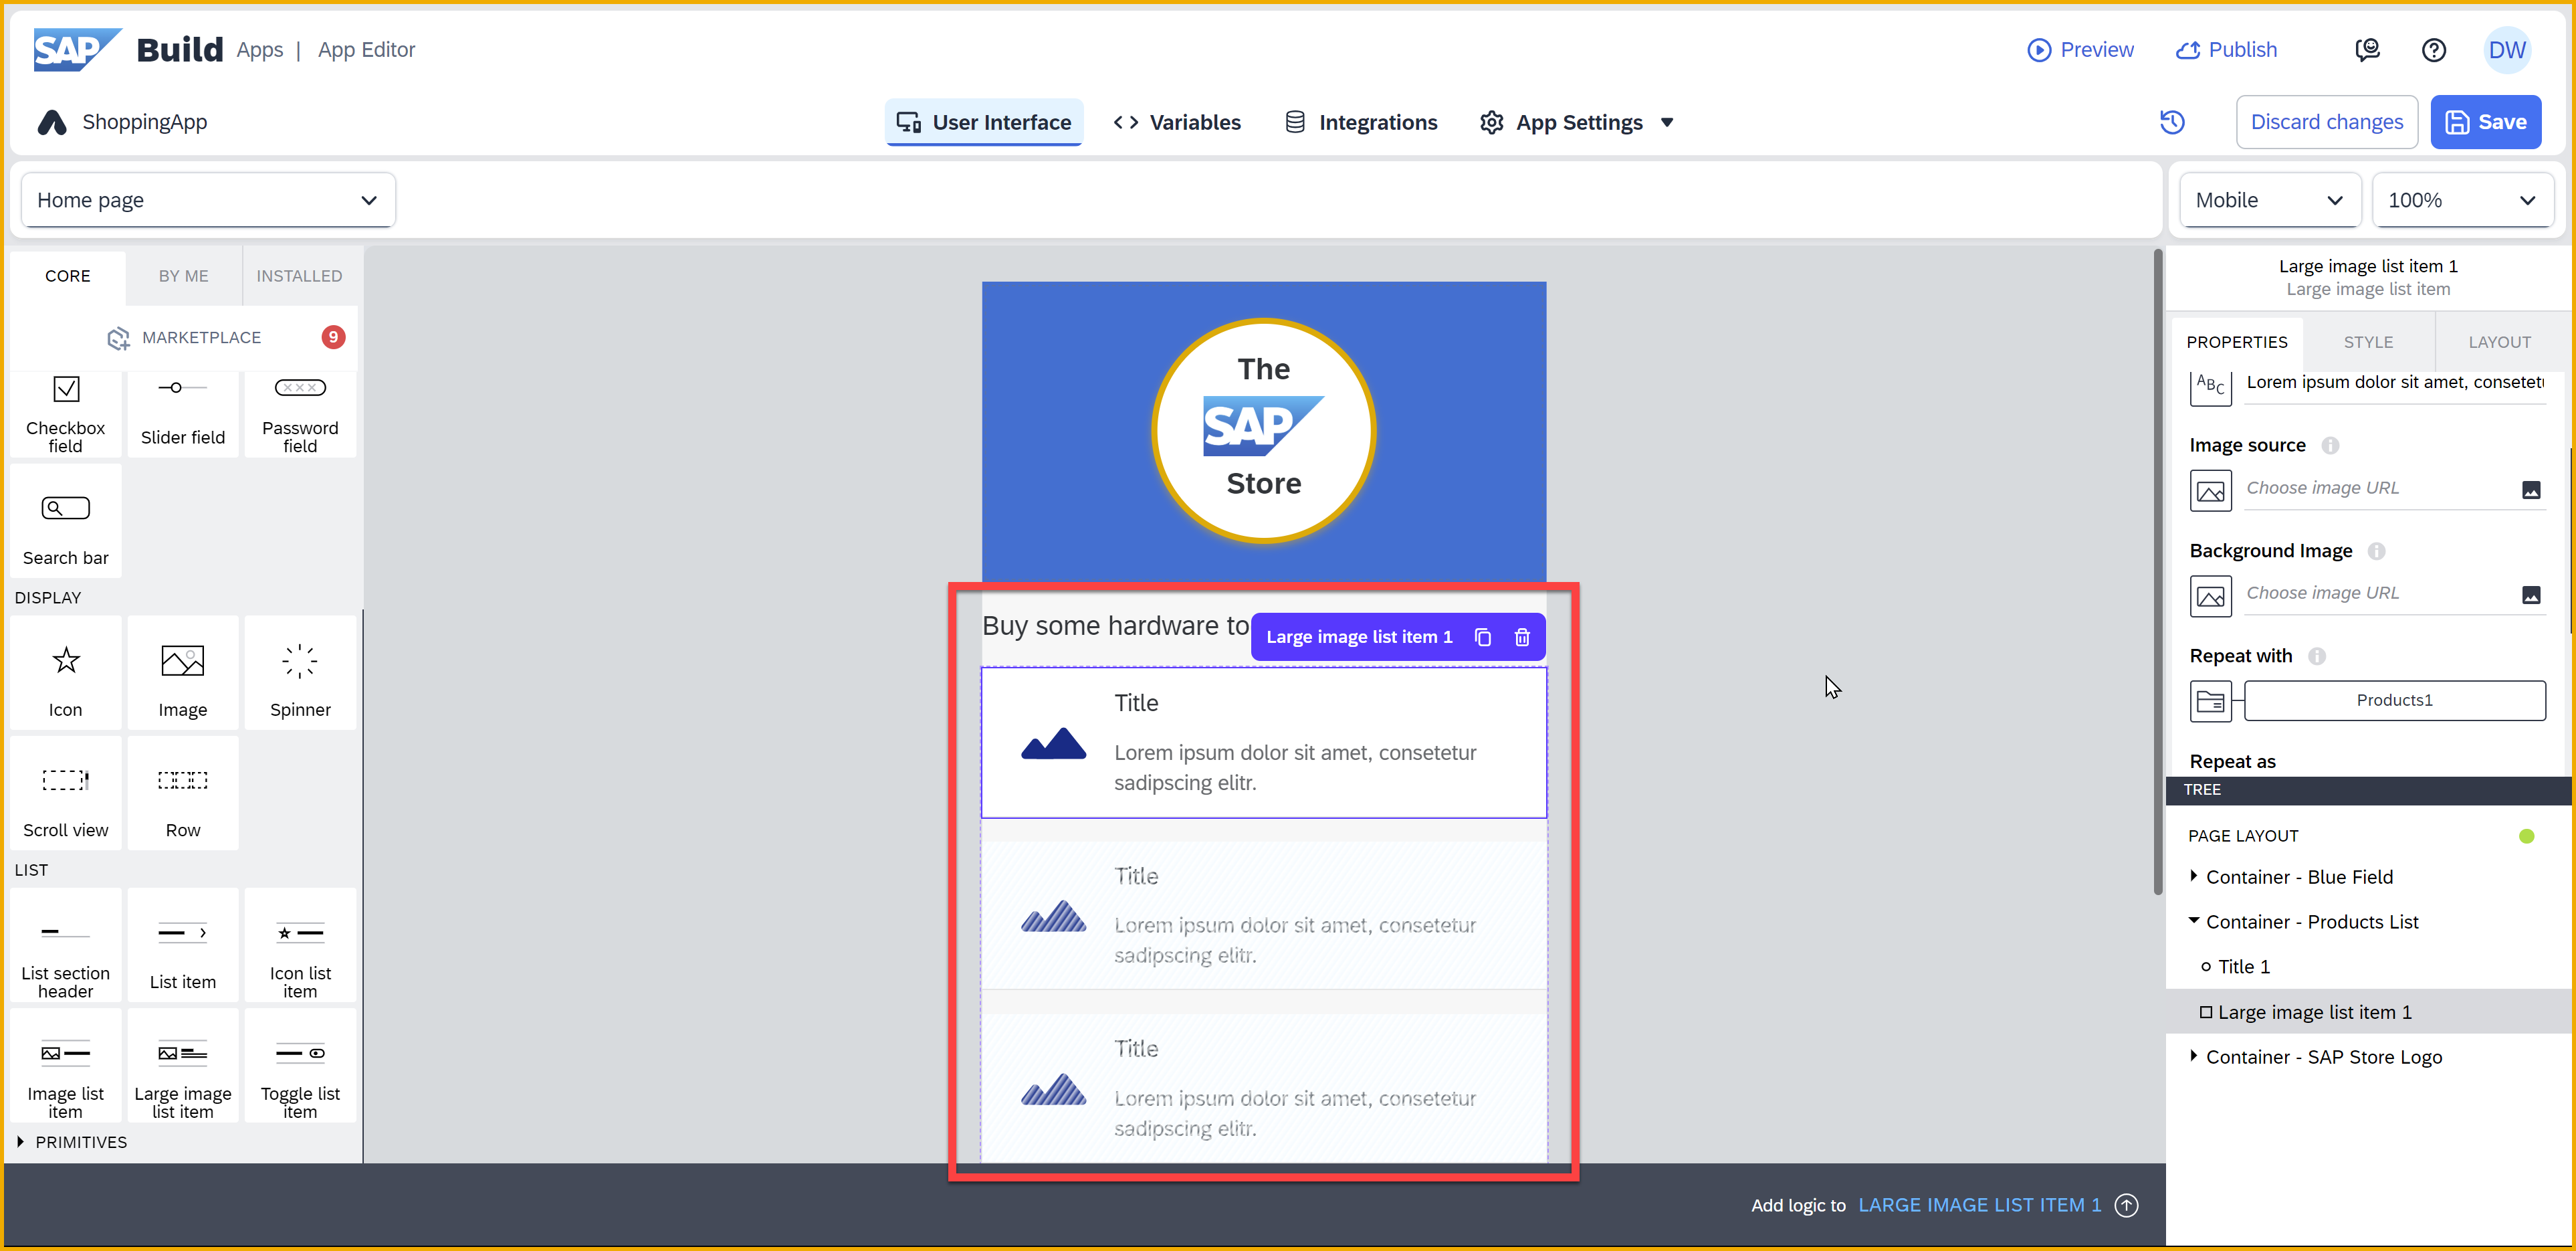 SAP Build Apps | App Editor
Preview
Publish
DW
ShoppingApp
User Interface
Variables
Integrations
App Settings
Discard changes
Save
Home page
Mobile
100%
CORE
BY ME
INSTALLED
MARKETPLACE
9
Checkbox
field
Slider field
Password
field
Search bar
DISPLAY
Icon
Image
Spinner
Scroll view
Row
LIST
List section
header
List item
Icon list
item
Image list
item
Large image
list item
Toggle list
item
PRIMITIVES
The
SAP
Store
Buy some hardware to
Large image list item 1
Title
Lorem ipsum dolor sit amet, consetetur
sadipscing elitr.
Title
Lorem ipsum dolor sit amet, consetetur
sadipscing elitr.
Title
Lorem ipsum dolor sit amet, consetetur
sadipscing elitr.
Add logic to LARGE IMAGE LIST ITEM 1
Large image list item 1
Large image list item
PROPERTIES
STYLE
LAYOUT
ABC
Lorem ipsum dolor sit amet, consetet
Image source
Choose image URL
Background Image
Choose image URL
Repeat with
Products1
Repeat as
TREE
PAGE LAYOUT
Container - Blue Field
Container - Products List
Title 1
Large image list item 1
Container - SAP Store Logo